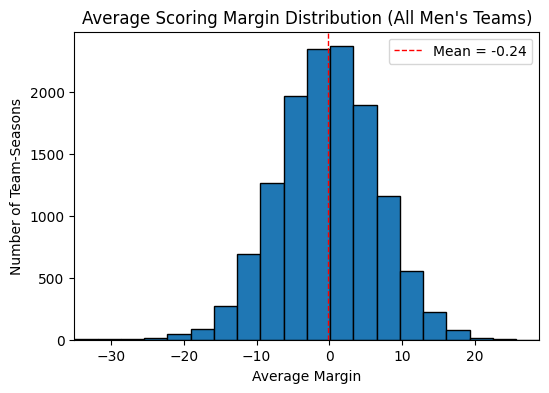 Average Scoring Margin Distribution (All Men's Teams)
Mean = -0.24
Number of Team-Seasons
2000
1500
1000
500
0
−30
−20
−10
0
10
20
Average Margin